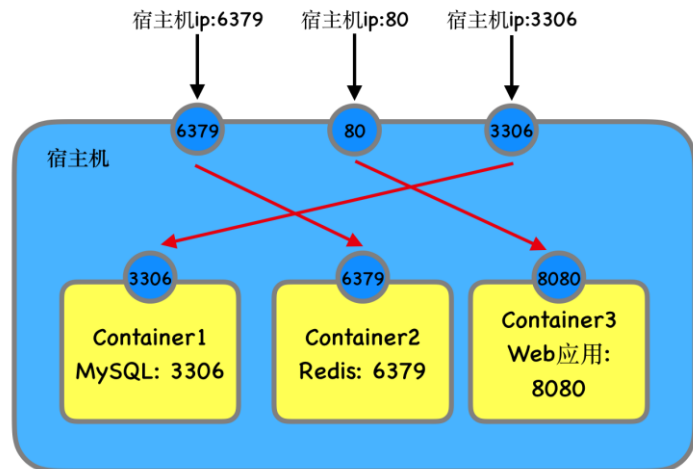 宿主机ip:6379
宿主机ip:80
宿主机ip:3306
6379
80
3306
宿主机
3306
6379
8080
Container1
MySQL: 3306
Container2
Redis: 6379
Container3
Web应用:
8080